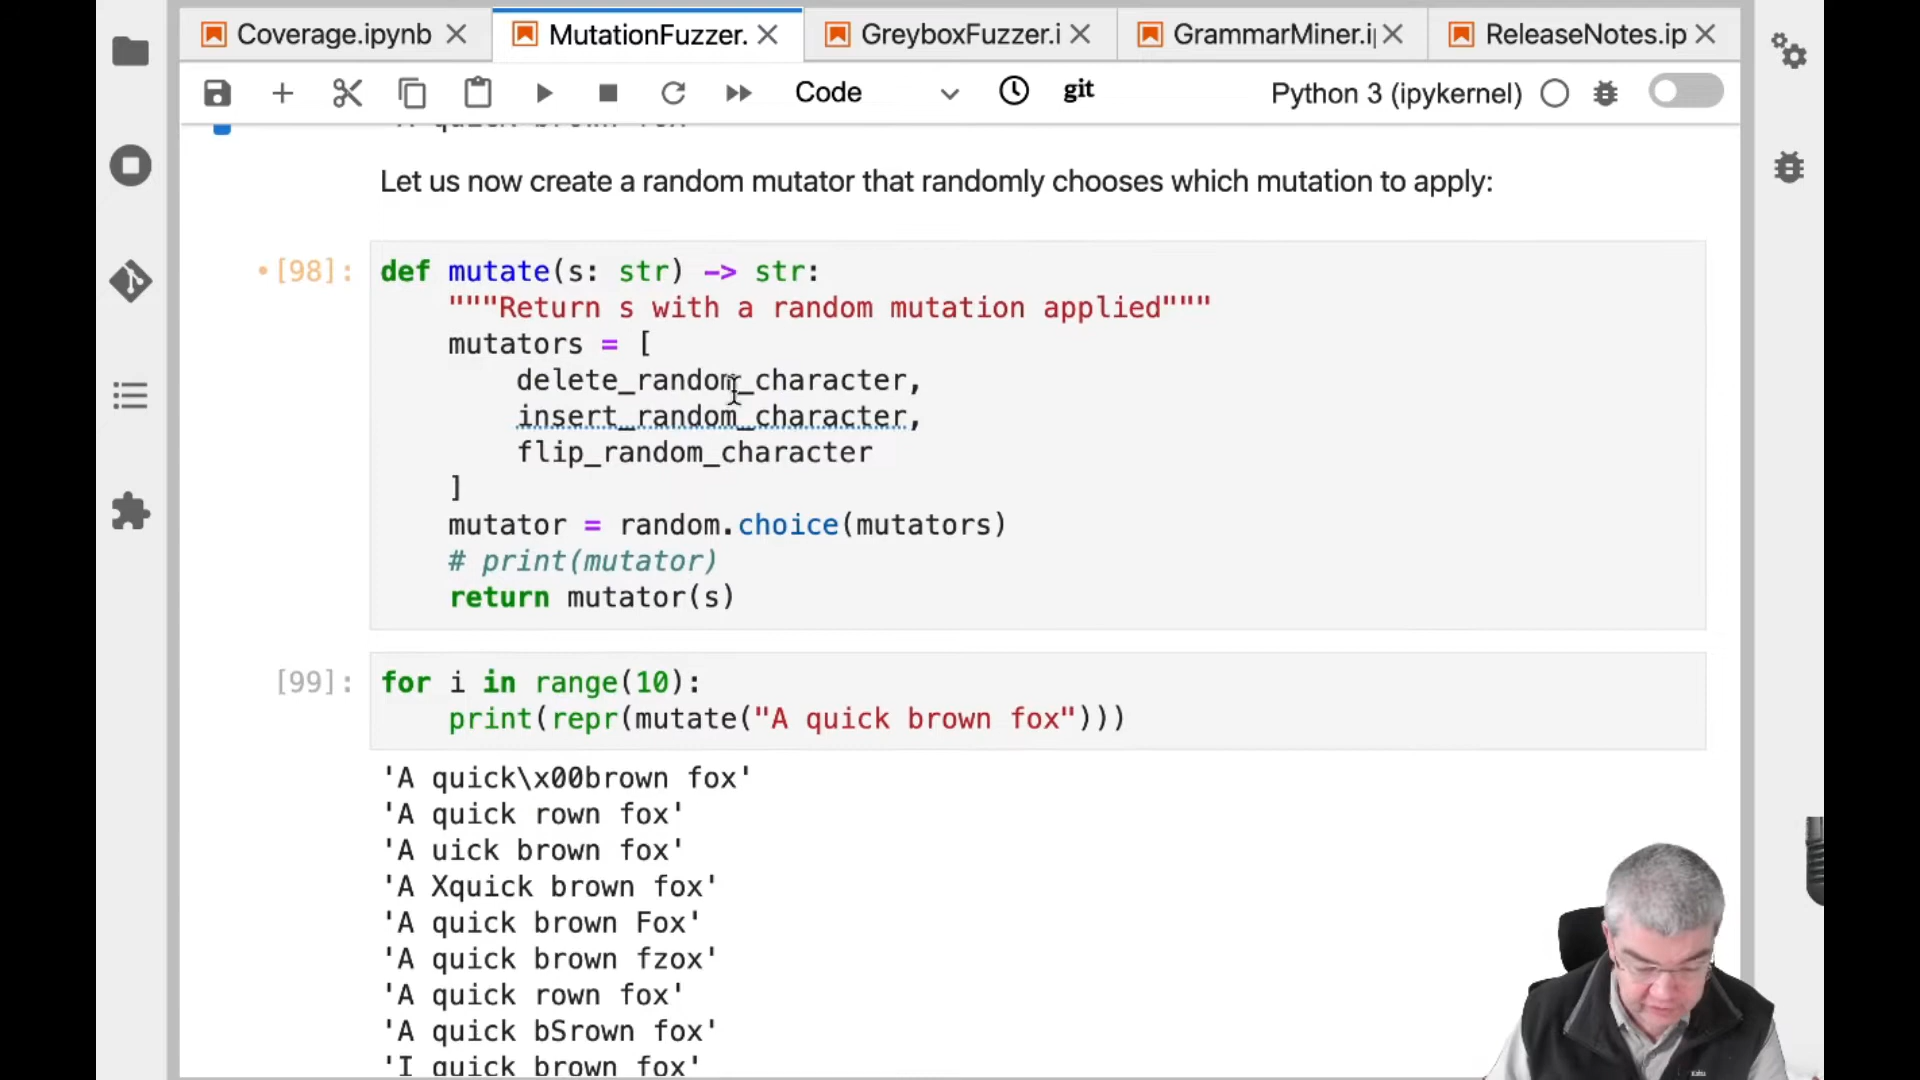 Coverage.ipynb
MutationFuzzer.
GreyboxFuzzer.i
GrammarMiner.i
ReleaseNotes.ip
Code
git
Python 3 (ipykernel)
Let us now create a random mutator that randomly chooses which mutation to apply:
•[98]:
def mutate(s: str) -> str:
"""Return s with a random mutation applied"""
mutators = [
delete_random_character,
insert_random_character,
flip_random_character
]
mutator = random.choice(mutators)
# print(mutator)
return mutator(s)
[99]:
for i in range(10):
print(repr(mutate("A quick brown fox")))
'A quick\x00brown fox'
'A quick rown fox'
'A uick brown fox'
'A Xquick brown fox'
'A quick brown Fox'
'A quick brown fzox'
'A quick rown fox'
'A quick bSrown fox'
'I quick brown fox'